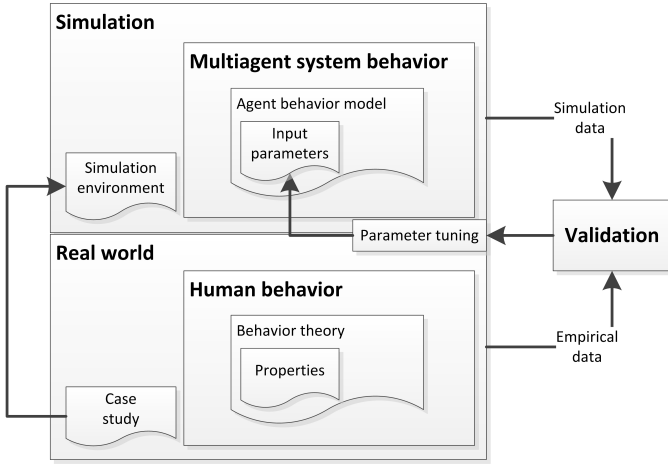 Simulation
Multiagent system behavior
Agent behavior model
Input
parameters
Simulation
environment
Simulation
data
Parameter tuning
Validation
Real world
Human behavior
Behavior theory
Properties
Empirical
data
Case
study